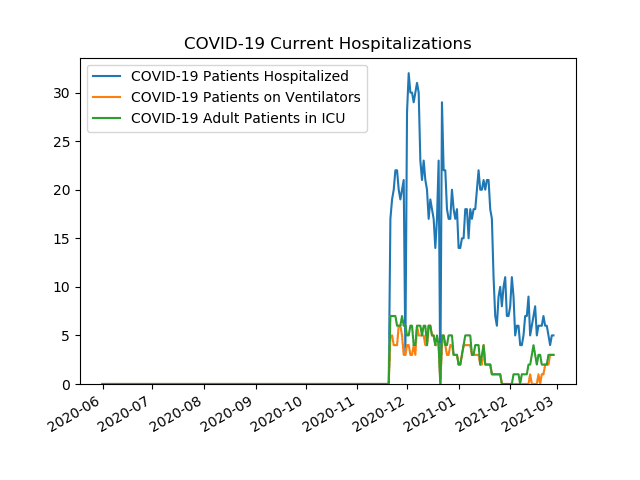 COVID-19 Current Hospitalizations
COVID-19 Patients Hospitalized
COVID-19 Patients on Ventilators
COVID-19 Adult Patients in ICU
30
25
20
15
10
5
0
2020-06 2020-07 2020-08 2020-09 2020-10 2020-11 2020-12 2021-01 2021-02 2021-03